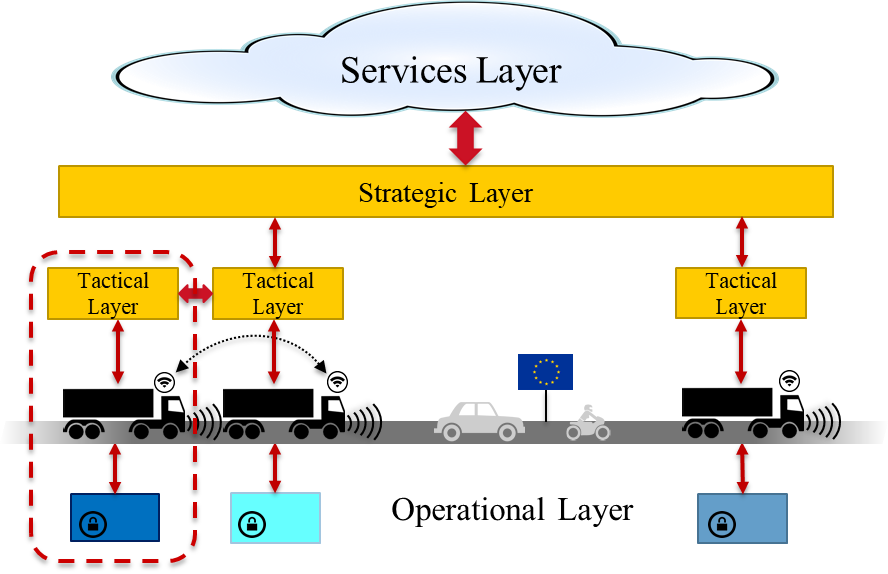 Services Layer
Strategic Layer
Tactical
Layer
Tactical
Layer
Tactical
Layer
Operational Layer